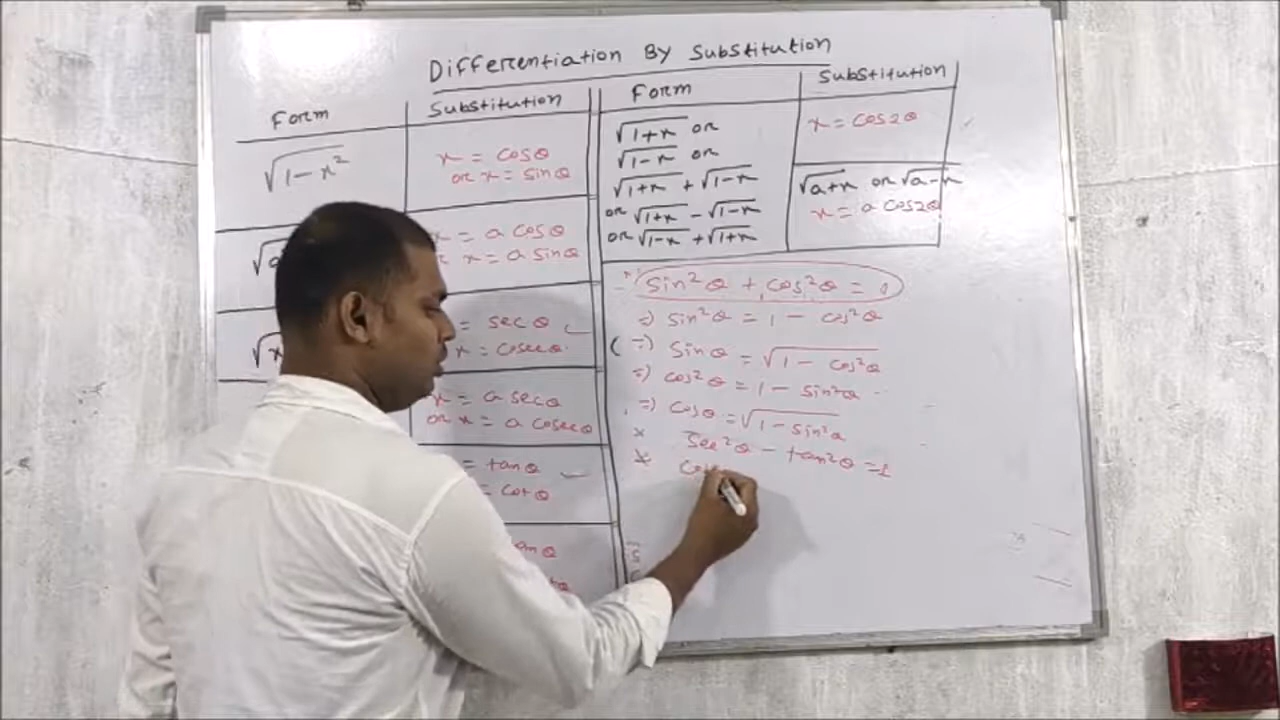 Differentiation By Substitution
Form
Substitution
√1-x²
x = cosθ
or x = sinθ
x = a cosθ
x = a sinθ
= secθ
x = cosecθ
x = a secθ
or x = a cosecθ
= tanθ
= cotθ
Form
Substitution
√1+x or
√1-x or
√1+x + √1-x
or √1+x - √1-x
or √1-x + √1+x
x = cos2θ
√a+x or √a-x
x = a cos2θ
sin²θ + cos²θ = 1
⇒ sin²θ = 1 - cos²θ
⇒ sinθ = √1 - cos²θ
⇒ cos²θ = 1 - sin²θ
⇒ cosθ = √1 - sin²θ
* sec²θ - tan²θ = 1
* Co